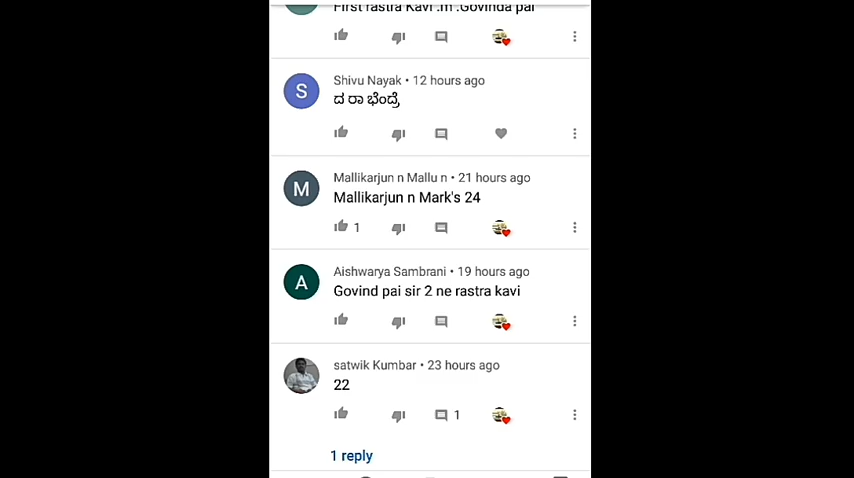 First rastra Kavi .m .Govinda pai
Shivu Nayak • 12 hours ago
S
ದ ರಾ ಭೆಂದ್ರೆ
Mallikarjun n Mallu n • 21 hours ago
M
Mallikarjun n Mark's 24
1
Aishwarya Sambrani • 19 hours ago
A
Govind pai sir 2 ne rastra kavi
satwik Kumbar • 23 hours ago
22
1
1 reply